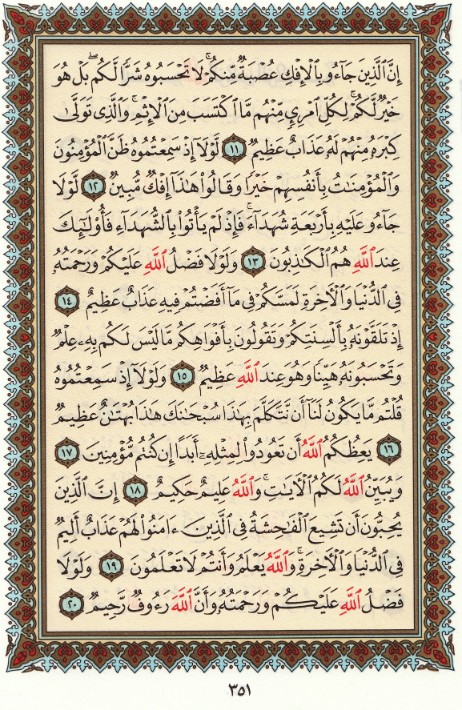 إِنَّ الَّذِينَ جَاءُو بِالْإِفْكِ عُصْبَةٌ مِّنكُمْ ۚ لَا تَحْسَبُوهُ شَرًّا لَّكُم ۖ بَلْ هُوَ
خَيْرٌ لَّكُمْ ۚ لِكُلِّ امْرِئٍ مِّنْهُم مَّا اكْتَسَبَ مِنَ الْإِثْمِ ۚ وَالَّذِي تَوَلَّىٰ
كِبْرَهُ مِنْهُمْ لَهُ عَذَابٌ عَظِيمٌ ١١ لَّوْلَا إِذْ سَمِعْتُمُوهُ ظَنَّ الْمُؤْمِنُونَ
وَالْمُؤْمِنَاتُ بِأَنفُسِهِمْ خَيْرًا وَقَالُوا هَٰذَا إِفْكٌ مُّبِينٌ ١٢ لَّوْلَا
جَاءُو عَلَيْهِ بِأَرْبَعَةِ شُهَدَاءَ ۚ فَإِذْ لَمْ يَأْتُوا بِالشُّهَدَاءِ فَأُولَٰئِكَ
عِندَ اللَّهِ هُمُ الْكَاذِبُونَ ١٣ وَلَوْلَا فَضْلُ اللَّهِ عَلَيْكُمْ وَرَحْمَتُهُ
فِي الدُّنْيَا وَالْآخِرَةِ لَمَسَّكُمْ فِي مَا أَفَضْتُمْ فِيهِ عَذَابٌ عَظِيمٌ ١٤
إِذْ تَلَقَّوْنَهُ بِأَلْسِنَتِكُمْ وَتَقُولُونَ بِأَفْوَاهِكُم مَّا لَيْسَ لَكُم بِهِ عِلْمٌ
وَتَحْسَبُونَهُ هَيِّنًا وَهُوَ عِندَ اللَّهِ عَظِيمٌ ١٥ وَلَوْلَا إِذْ سَمِعْتُمُوهُ
قُلْتُم مَّا يَكُونُ لَنَا أَن نَّتَكَلَّمَ بِهَٰذَا سُبْحَانَكَ هَٰذَا بُهْتَانٌ عَظِيمٌ
١٦ يَعِظُكُمُ اللَّهُ أَن تَعُودُوا لِمِثْلِهِ أَبَدًا إِن كُنتُم مُّؤْمِنِينَ ١٧
وَيُبَيِّنُ اللَّهُ لَكُمُ الْآيَاتِ ۚ وَاللَّهُ عَلِيمٌ حَكِيمٌ ١٨ إِنَّ الَّذِينَ
يُحِبُّونَ أَن تَشِيعَ الْفَاحِشَةُ فِي الَّذِينَ آمَنُوا لَهُمْ عَذَابٌ أَلِيمٌ
فِي الدُّنْيَا وَالْآخِرَةِ ۚ وَاللَّهُ يَعْلَمُ وَأَنتُمْ لَا تَعْلَمُونَ ١٩ وَلَوْلَا
فَضْلُ اللَّهِ عَلَيْكُمْ وَرَحْمَتُهُ وَأَنَّ اللَّهَ رَءُوفٌ رَّحِيمٌ ٢٠
٣٥١